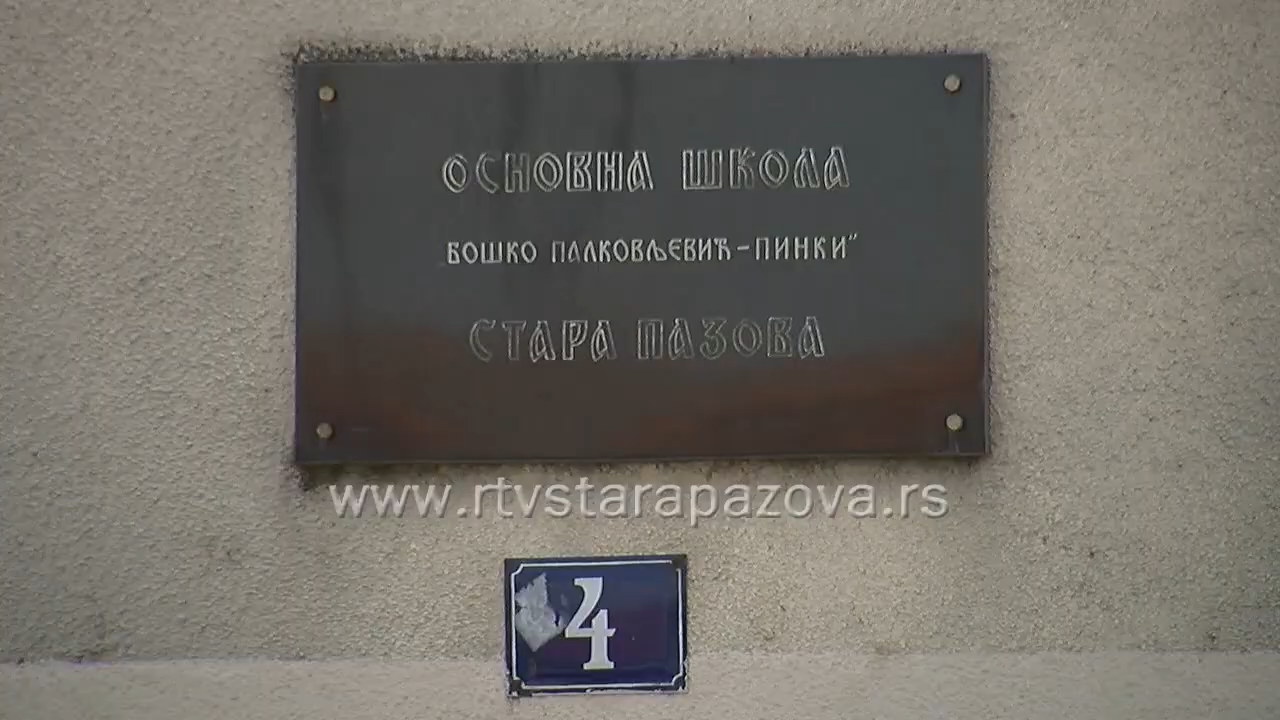 ОСНОВНА ШКОЛА
БОШКО ПАЛКОВЉЕВИЋ-ПИНКИ"
СТАРА ПАЗОВА
www.rtvstarapazova.rs
4